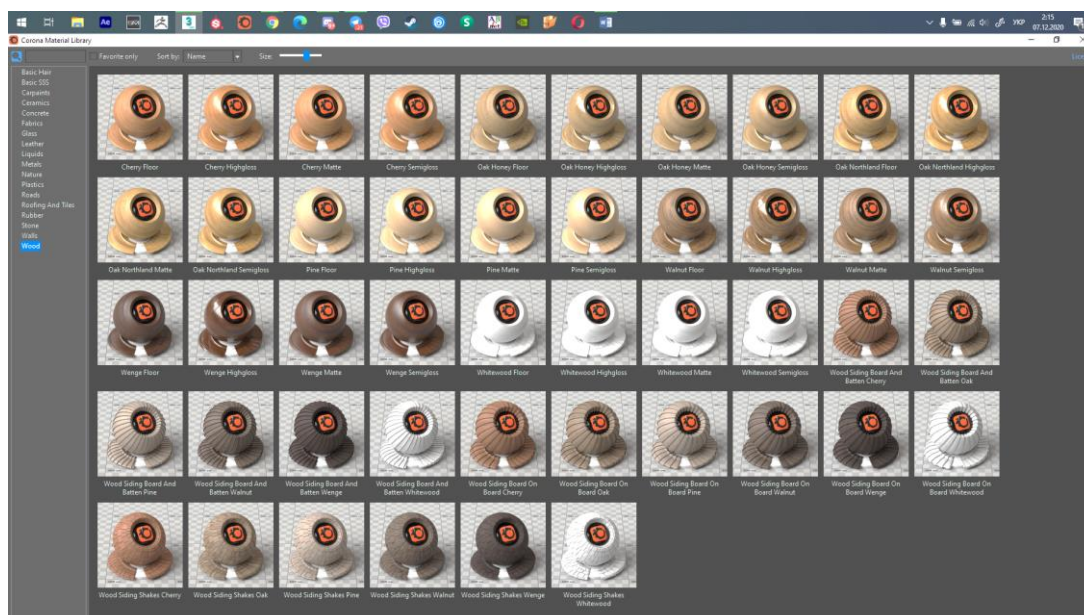 2:15
УКР
07.12.2020
Corona Material Library
Favorite only
Sort by:
Name
Size:
Basic Hair
Basic SSS
Carpaints
Ceramics
Concrete
Fabrics
Glass
Leather
Liquids
Metals
Nature
Plastics
Roads
Roofing And Tiles
Rubber
Stone
Walls
Wood
Cherry Floor
Cherry Highgloss
Cherry Matte
Cherry Semigloss
Oak Honey Floor
Oak Honey Highgloss
Oak Honey Matte
Oak Honey Semigloss
Oak Northland Floor
Oak Northland Highgloss
Oak Northland Matte
Oak Northland Semigloss
Pine Floor
Pine Highgloss
Pine Matte
Pine Semigloss
Walnut Floor
Walnut Highgloss
Walnut Matte
Walnut Semigloss
Wenge Floor
Wenge Highgloss
Wenge Matte
Wenge Semigloss
Whitewood Floor
Whitewood Highgloss
Whitewood Matte
Whitewood Semigloss
Wood Siding Board And
Batten Cherry
Wood Siding Board And
Batten Oak
Wood Siding Board And
Batten Pine
Wood Siding Board And
Batten Walnut
Wood Siding Board And
Batten Wenge
Wood Siding Board And
Batten Whitewood
Wood Siding Board On
Board Cherry
Wood Siding Board On
Board Oak
Wood Siding Board On
Board Pine
Wood Siding Board On
Board Walnut
Wood Siding Board On
Board Wenge
Wood Siding Board On
Board Whitewood
Wood Siding Shakes Cherry
Wood Siding Shakes Oak
Wood Siding Shakes Pine
Wood Siding Shakes Walnut
Wood Siding Shakes Wenge
Wood Siding Shakes
Whitewood